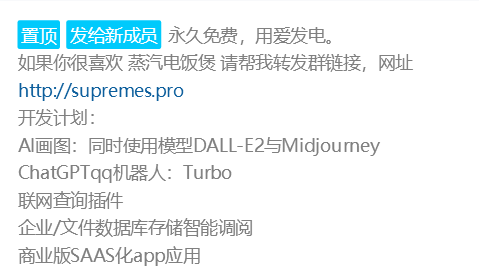 置顶 发给新成员 永久免费，用爱发电。
如果你很喜欢 蒸汽电饭煲 请帮我转发群链接，网址
http://supremes.pro
开发计划：
AI画图：同时使用模型DALL-E2与Midjourney
ChatGPTqq机器人：Turbo
联网查询插件
企业/文件数据库存储智能调阅
商业版SAAS化app应用